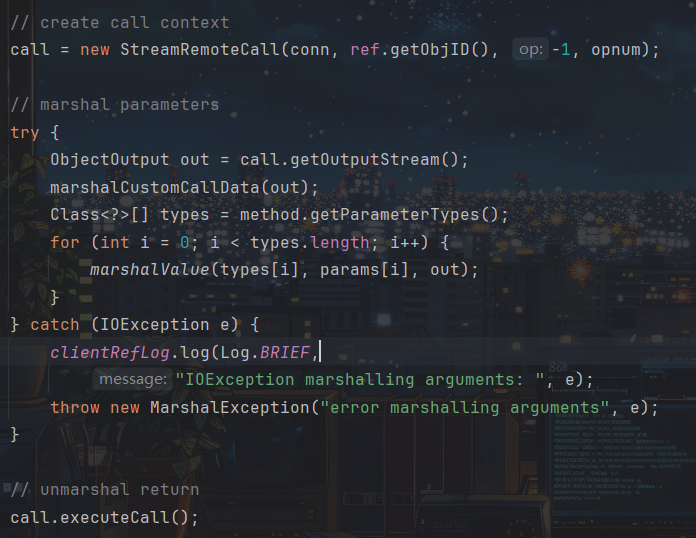 // create call context
call = new StreamRemoteCall(conn, ref.getObjID(), op: -1, opnum);
// marshal parameters
try {
ObjectOutput out = call.getOutputStream();
marshalCustomCallData(out);
Class<?>[] types = method.getParameterTypes();
for (int i = 0; i < types.length; i++) {
marshalValue(types[i], params[i], out);
}
} catch (IOException e) {
clientRefLog.log(Log.BRIEF,
message: "IOException marshalling arguments: ", e);
throw new MarshalException("error marshalling arguments", e);
}
// unmarshal return
call.executeCall();